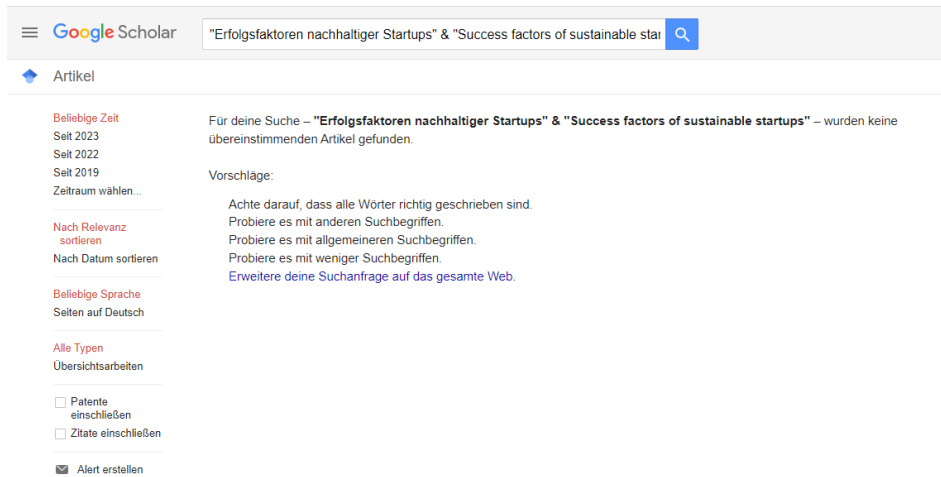 Google Scholar
"Erfolgsfaktoren nachhaltiger Startups" & "Success factors of sustainable star
Artikel
Beliebige Zeit
Seit 2023
Seit 2022
Seit 2019
Zeitraum wählen...
Nach Relevanz
sortieren
Nach Datum sortieren
Beliebige Sprache
Seiten auf Deutsch
Alle Typen
Übersichtsarbeiten
Patente
einschließen
Zitate einschließen
Alert erstellen
Für deine Suche – "Erfolgsfaktoren nachhaltiger Startups" & "Success factors of sustainable startups" – wurden keine
übereinstimmenden Artikel gefunden.
Vorschläge:
Achte darauf, dass alle Wörter richtig geschrieben sind.
Probiere es mit anderen Suchbegriffen.
Probiere es mit allgemeineren Suchbegriffen.
Probiere es mit weniger Suchbegriffen.
Erweitere deine Suchanfrage auf das gesamte Web.